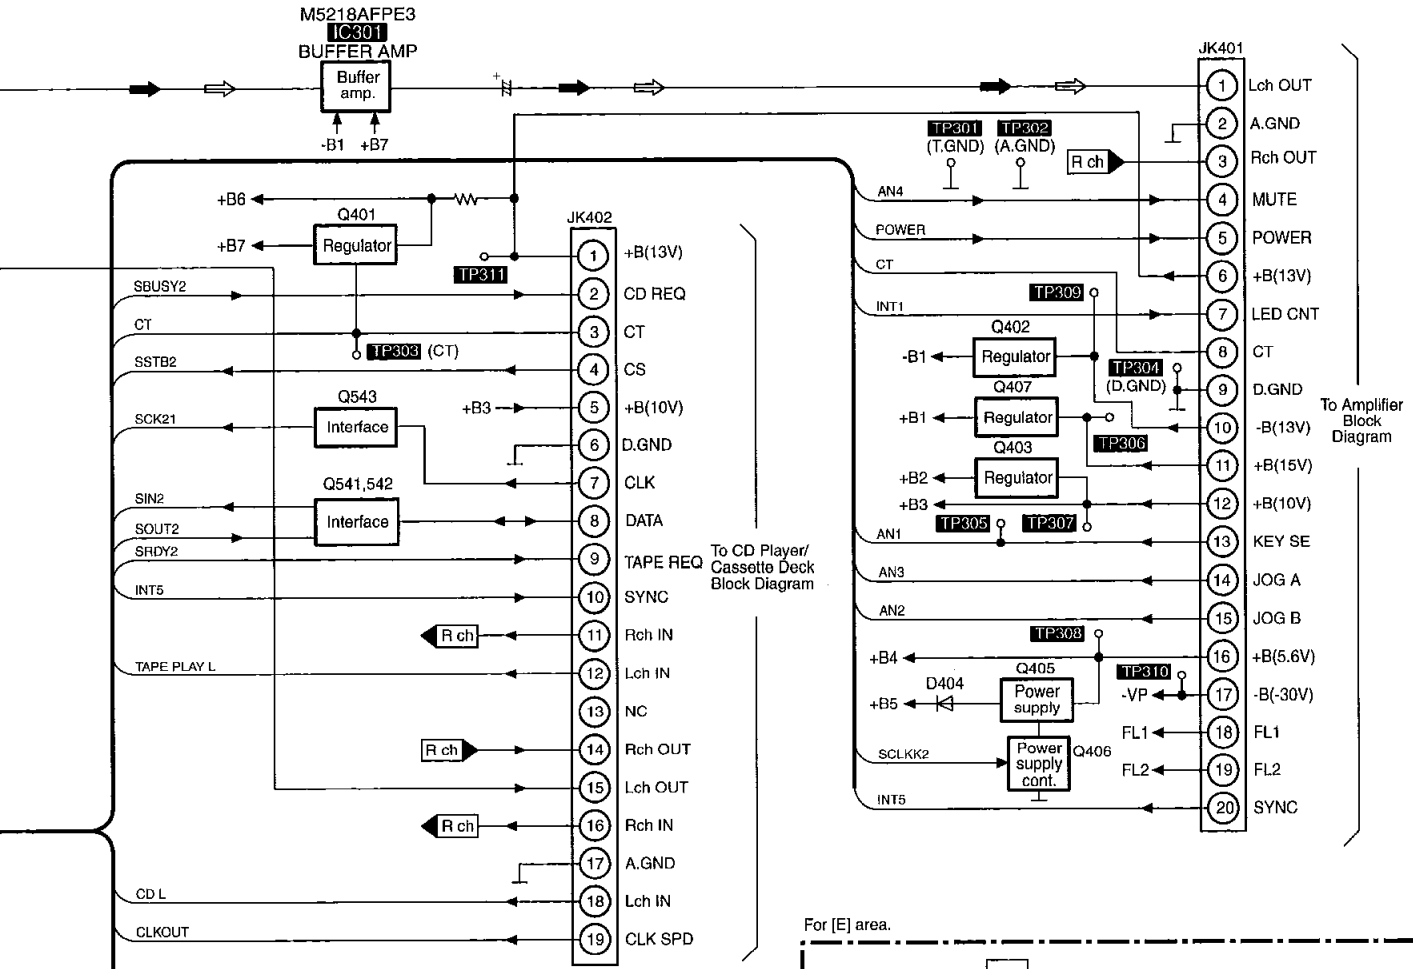 M5218AFPE3
IC301
BUFFER AMP
Buffer
amp.
-B1 +B7
+
+B6
Q401
Regulator
+B7
TP311
JK402
1 +B(13V)
SBUSY2
2 CD REQ
CT
3 CT
TP303 (CT)
SSTB2
4 CS
+B3
5 +B(10V)
Q543
Interface
SCK21
6 D.GND
7 CLK
Q541,542
Interface
SIN2
SOUT2
8 DATA
SRDY2
9 TAPE REQ
INT5
10 SYNC
R ch
11 Rch IN
TAPE PLAY L
12 Lch IN
13 NC
R ch
14 Rch OUT
15 Lch OUT
R ch
16 Rch IN
17 A.GND
CD L
18 Lch IN
CLKOUT
19 CLK SPD
To CD Player/
Cassette Deck
Block Diagram
JK401
1 Lch OUT
2 A.GND
TP301 TP302
(T.GND) (A.GND)
R ch
3 Rch OUT
AN4
4 MUTE
POWER
5 POWER
CT
6 +B(13V)
TP309
INT1
7 LED CNT
Q402
Regulator
-B1
8 CT
TP304
(D.GND)
9 D.GND
Q407
Regulator
+B1
TP306
10 -B(13V)
Q403
Regulator
+B2
11 +B(15V)
+B3
12 +B(10V)
TP305 TP307
AN1
13 KEY SE
AN3
14 JOG A
AN2
15 JOG B
TP308
+B4
16 +B(5.6V)
Q405
Power
supply
D404
+B5
TP310
-VP
17 -B(-30V)
FL1
18 FL1
SCLKK2
Power
supply
cont.
Q406
FL2
19 FL2
INT5
20 SYNC
To Amplifier
Block
Diagram
For [E] area.